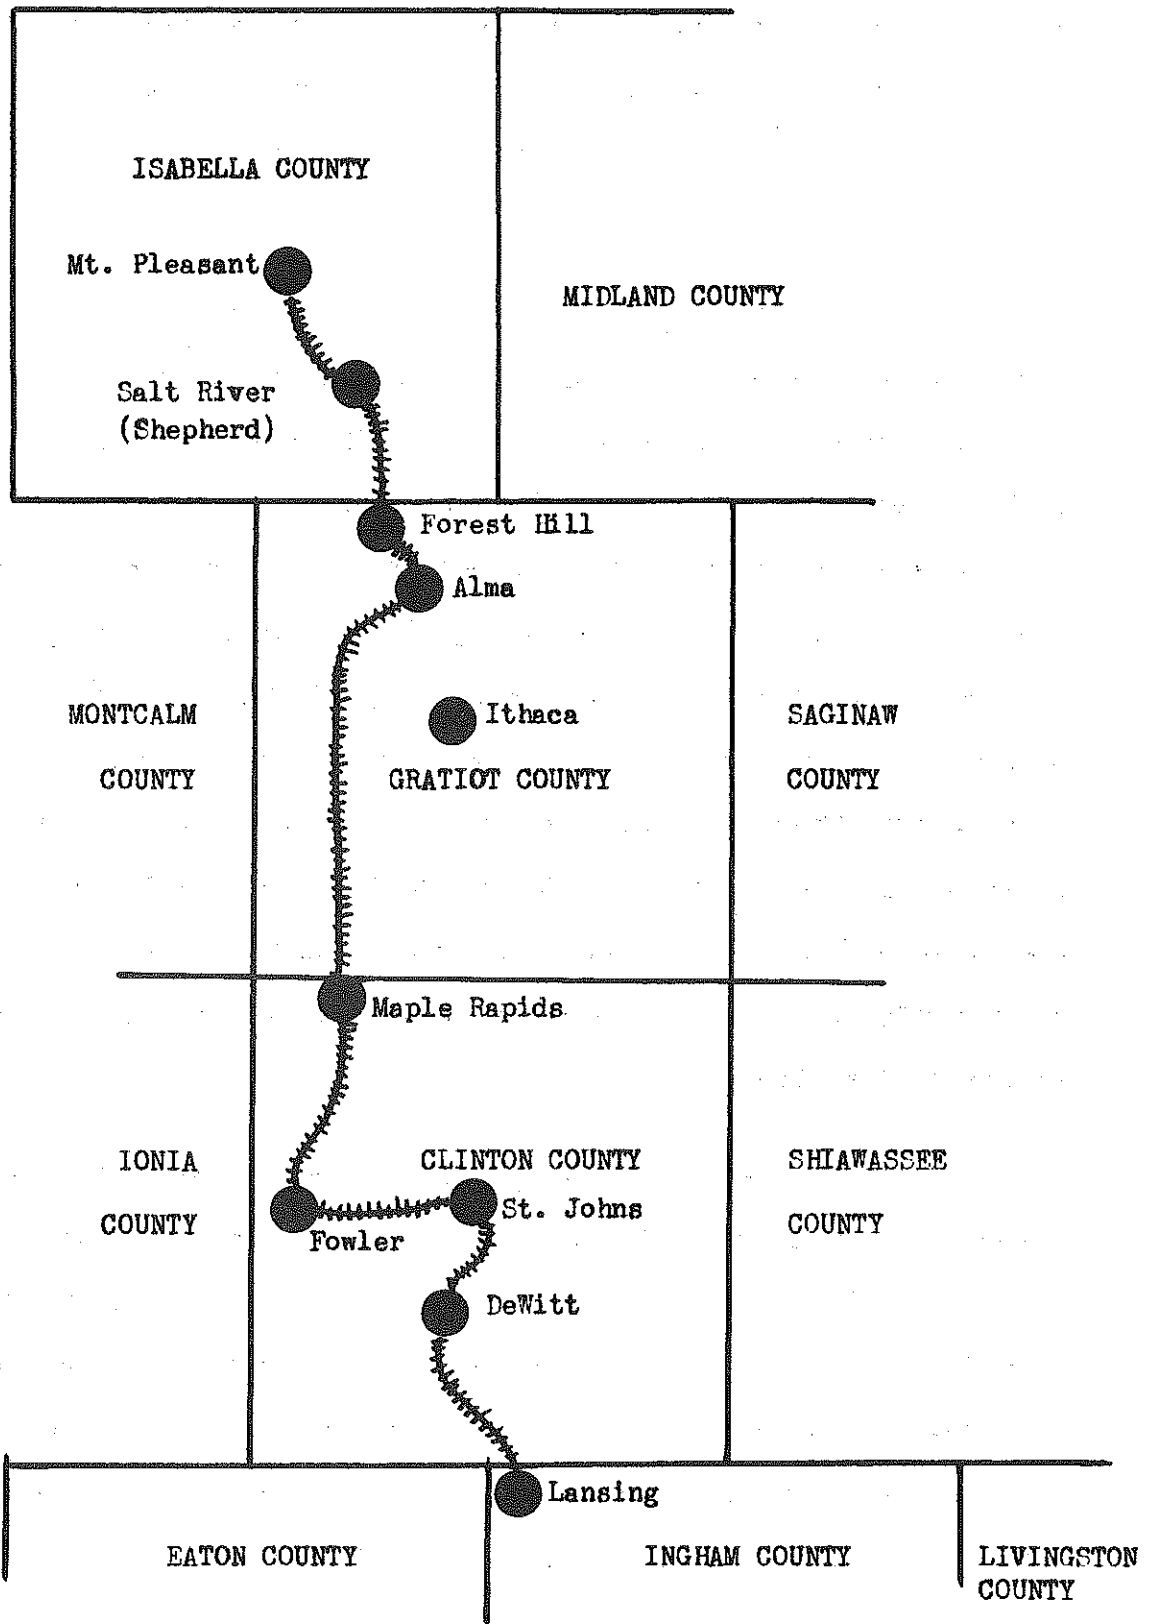 ISABELLA COUNTY
Mt. Pleasant
MIDLAND COUNTY
Salt River
(Shepherd)
Forest Hill
Alma
MONTCALM
COUNTY
Ithaca
GRATIOT COUNTY
SAGINAW
COUNTY
Maple Rapids
IONIA
COUNTY
CLINTON COUNTY
St. Johns
Fowler
SHIAWASSEE
COUNTY
DeWitt
Lansing
EATON COUNTY
INGHAM COUNTY
LIVINGSTON
COUNTY